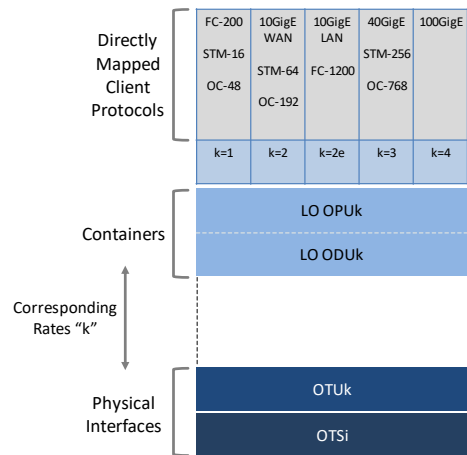 Directly
Mapped
Client
Protocols
FC-200
STM-16
OC-48
10GigE
WAN
STM-64
OC-192
10GigE
LAN
FC-1200
40GigE
STM-256
OC-768
100GigE
k=1
k=2
k=2e
k=3
k=4
Containers
LO OPUk
LO ODUk
Corresponding
Rates “k”
Physical
Interfaces
OTUk
OTSi